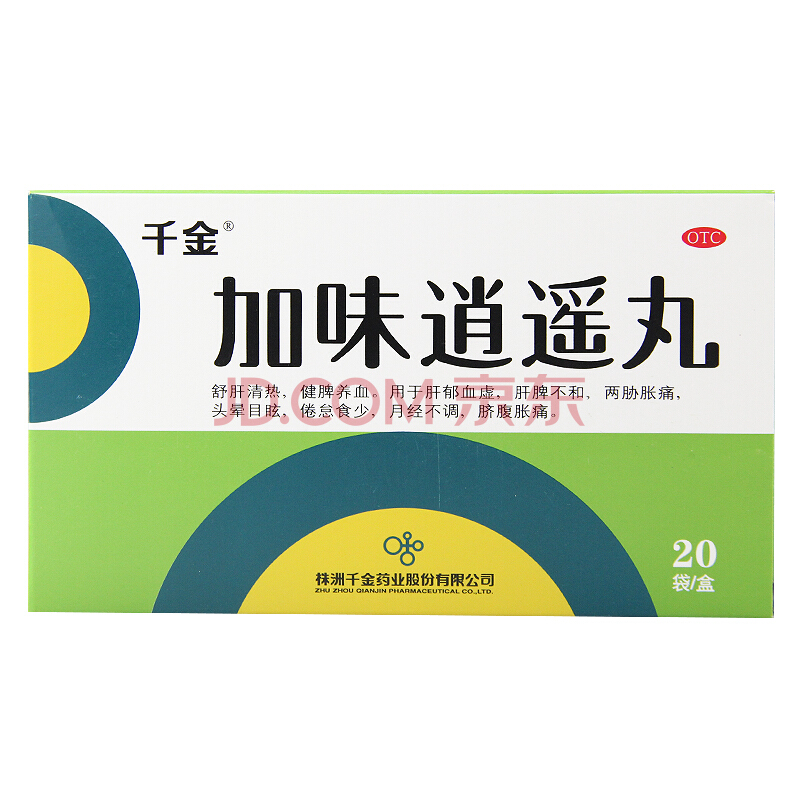 千金®
OTC
加味逍遥丸
舒肝清热，健脾养血。用于肝郁血虚，肝脾不和，两胁胀痛，
头晕目眩，倦怠食少，月经不调，脐腹胀痛。
JD.COM 京东
株洲千金药业股份有限公司
ZHU ZHOU QIANJIN PHARMACEUTICAL CO.,LTD.
20
袋/盒